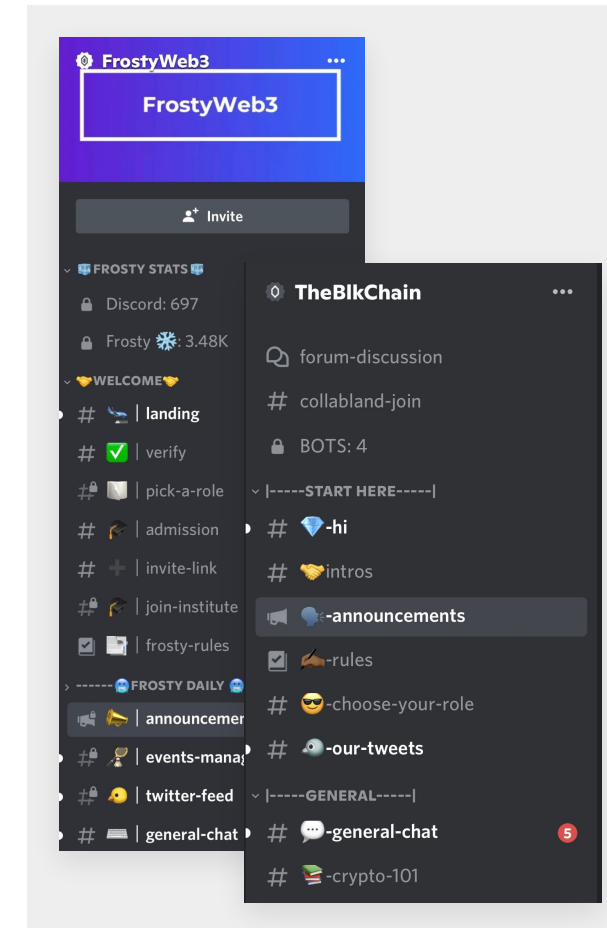 FrostyWeb3
FrostyWeb3
Invite
FROSTY STATS
Discord: 697
Frosty ❄️: 3.48K
WELCOME
| landing
| verify
| pick-a-role
| admission
| invite-link
| join-institute
| frosty-rules
------🥶FROSTY DAILY🥶
| announcemen
| events-manag
| twitter-feed
| general-chat
TheBlkChain
forum-discussion
collabland-join
BOTS: 4
|-----START HERE-----|
💎-hi
🤝intros
🗣️-announcements
✍🏾-rules
😎-choose-your-role
🐦-our-tweets
|-----GENERAL-----|
💬-general-chat
5
📚-crypto-101